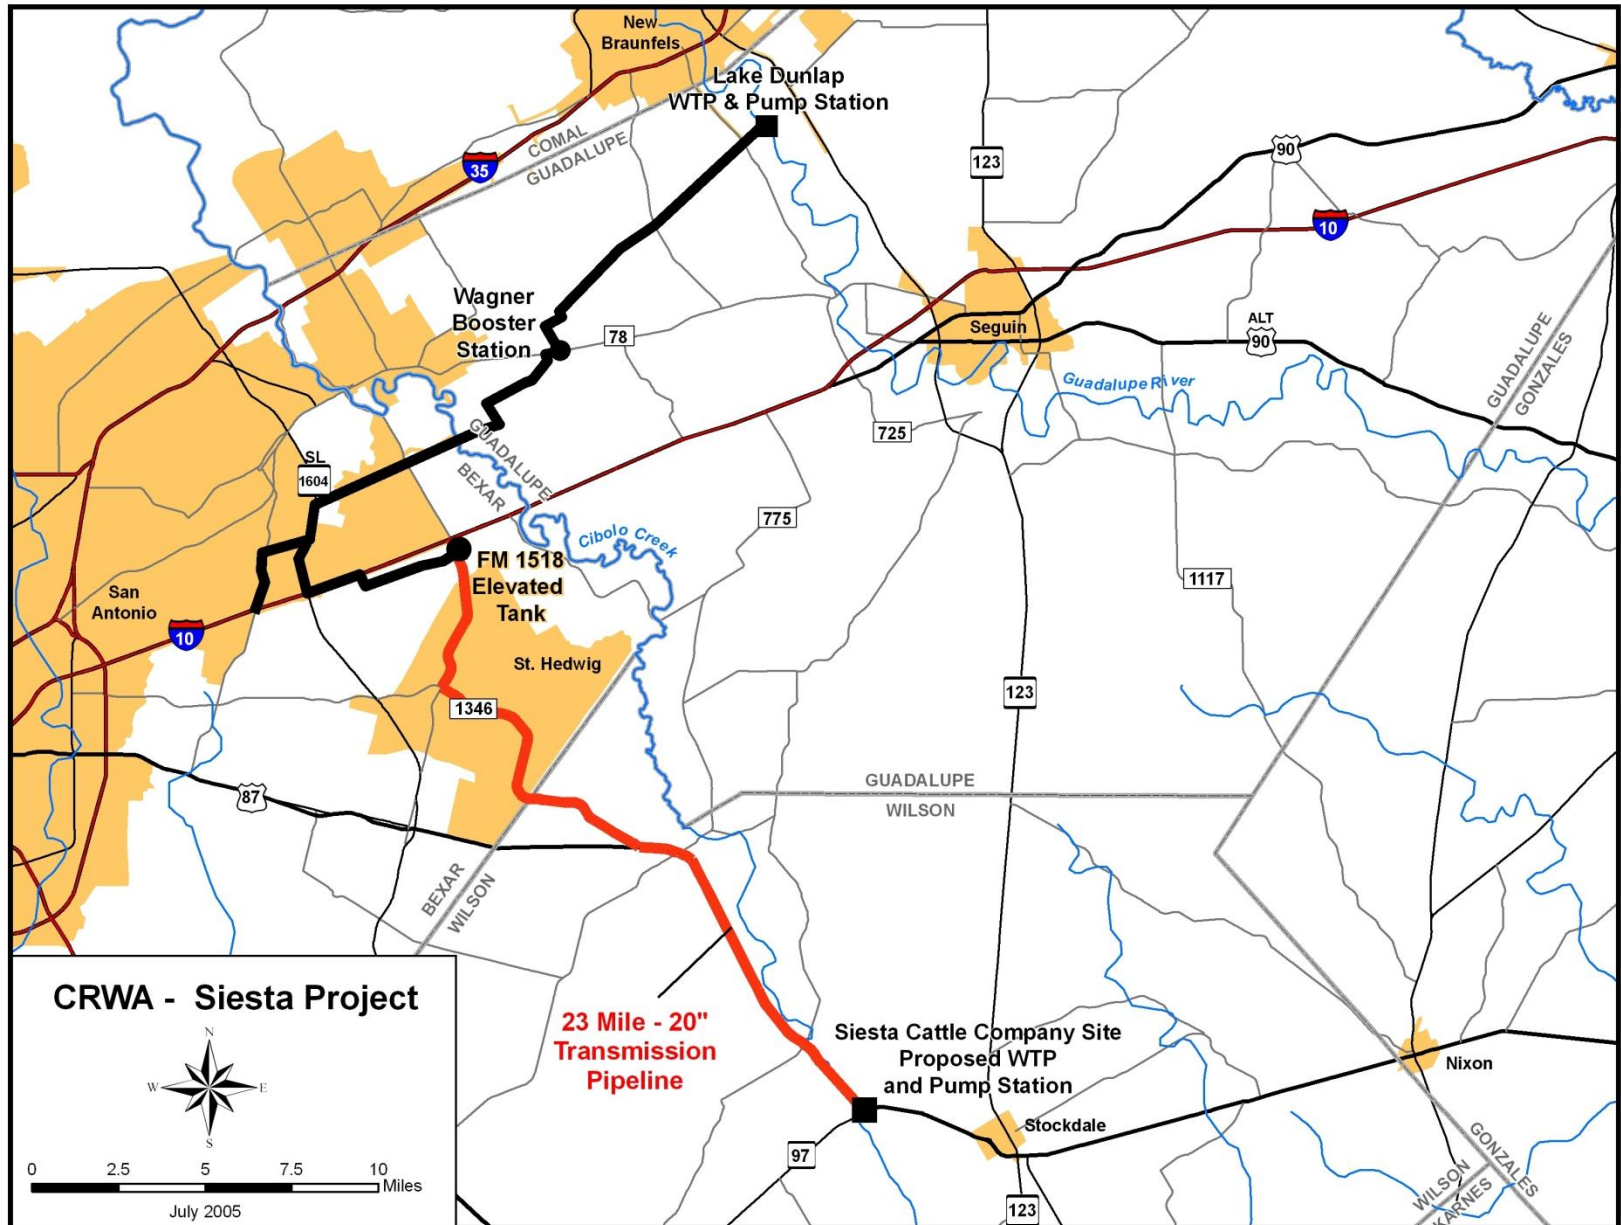 New
Braunfels
Lake Dunlap
WTP & Pump Station
COMAL
GUADALUPE
35
123
90
10
Wagner
Booster
Station
78
Seguin
ALT
90
Guadalupe River
GUADALUPE
GONZALES
725
GUADALUPE
BEXAR
SL
1604
775
Cibolo Creek
FM 1518
Elevated
Tank
1117
San
Antonio
10
St. Hedwig
1346
123
87
GUADALUPE
WILSON
BEXAR
WILSON
23 Mile - 20"
Transmission
Pipeline
Siesta Cattle Company Site
Proposed WTP
and Pump Station
Nixon
Stockdale
97
123
GONZALES
WILSON
KARNES
CRWA - Siesta Project
N
W
E
S
0 2.5 5 7.5 10
Miles
July 2005